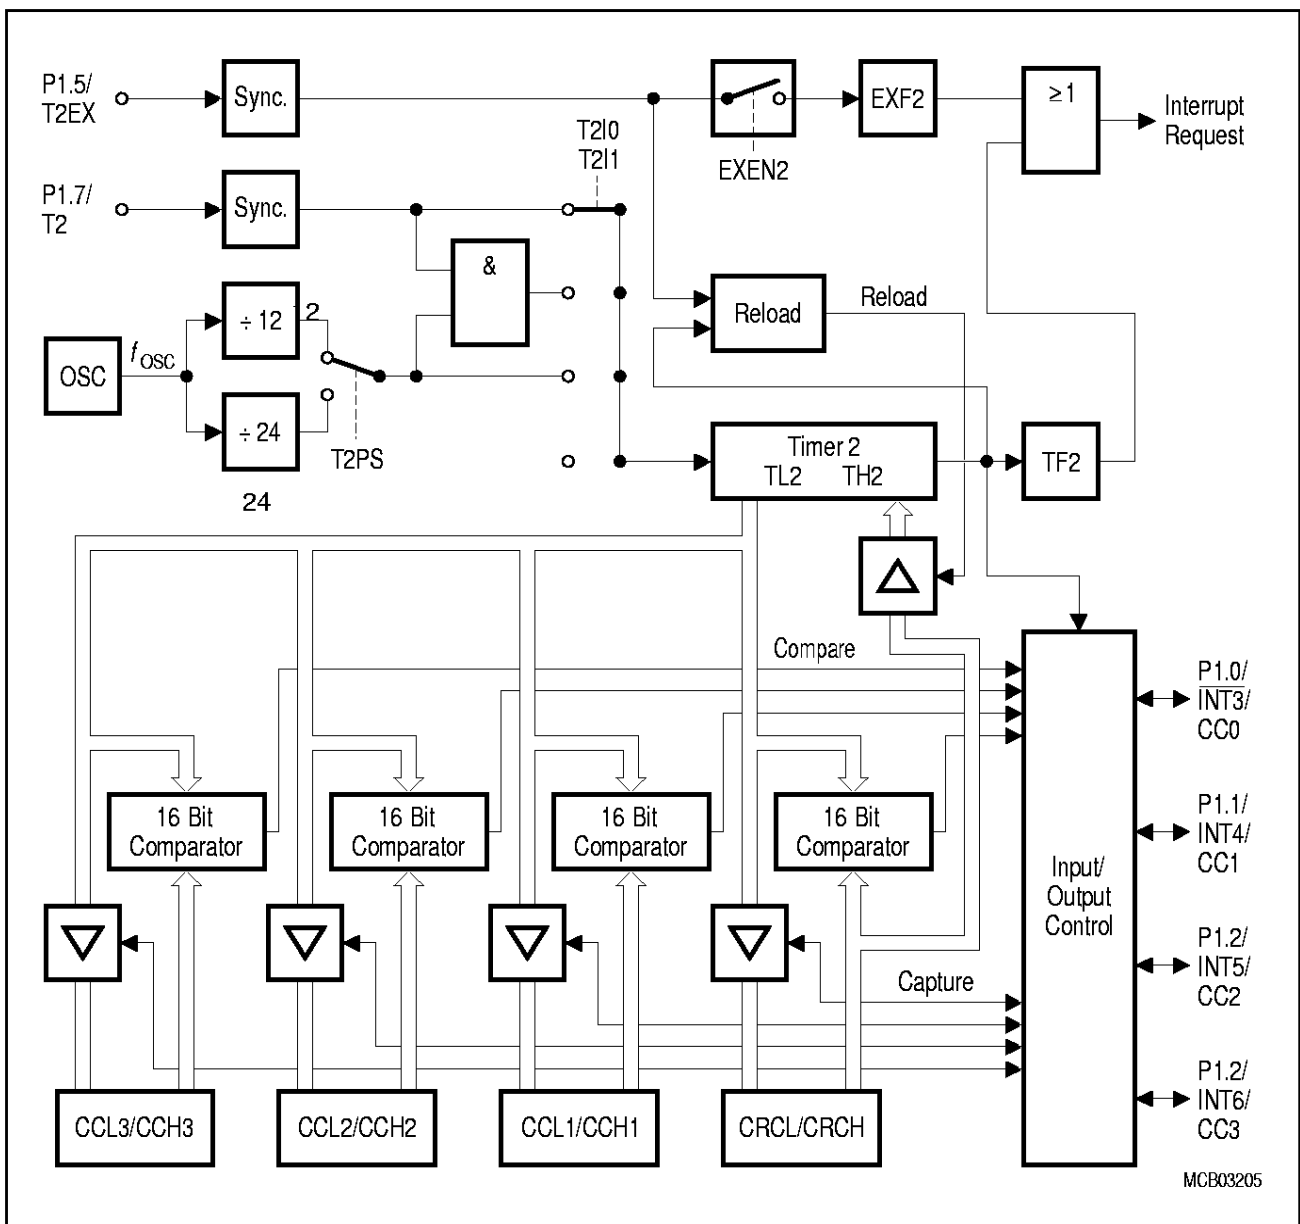 P1.5/
T2EX
Sync.
EXF2
≥1
Interrupt
Request
T2I0
T2I1
EXEN2
P1.7/
T2
Sync.
&
÷ 12
12
Reload
Reload
OSC
fOSC
÷ 24
T2PS
24
Timer 2
TL2 TH2
TF2
Compare
P1.0/
INT3/
CC0
16 Bit
Comparator
16 Bit
Comparator
16 Bit
Comparator
16 Bit
Comparator
P1.1/
INT4/
CC1
Input/
Output
Control
P1.2/
INT5/
CC2
Capture
P1.2/
INT6/
CC3
CCL3/CCH3
CCL2/CCH2
CCL1/CCH1
CRCL/CRCH
MCB03205